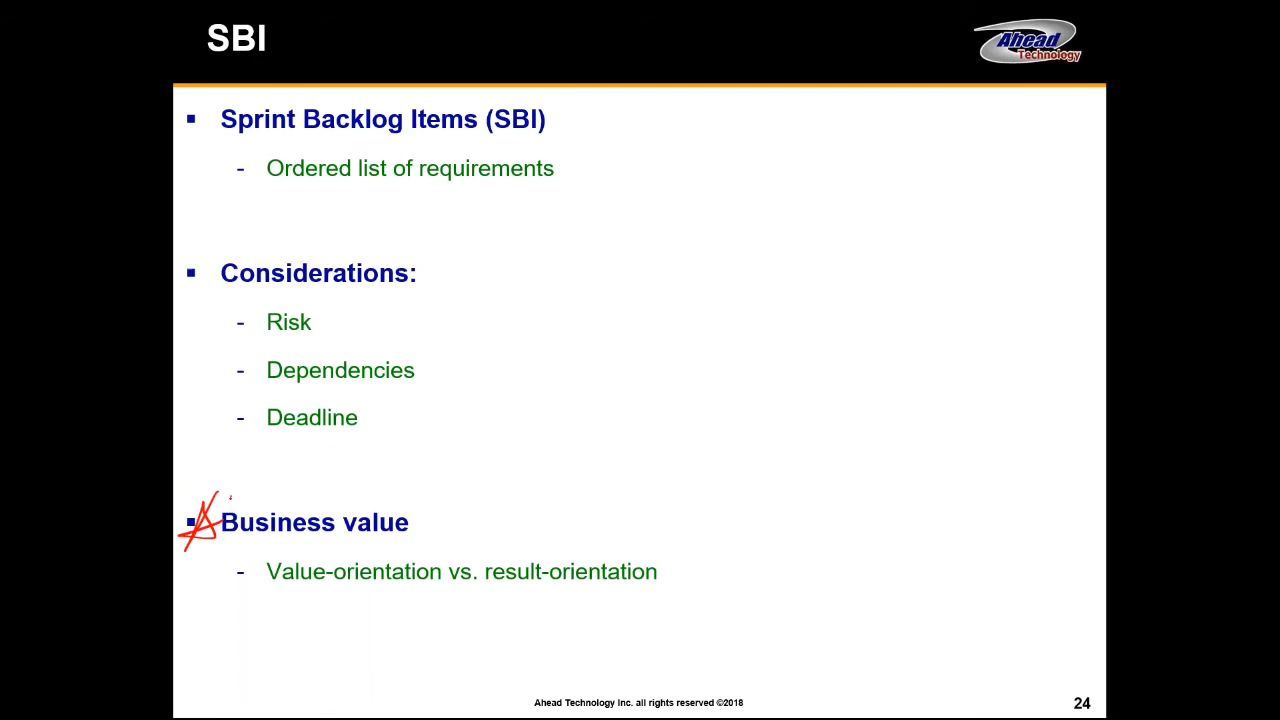 SBI
Ahead
Technology
▪ Sprint Backlog Items (SBI)
- Ordered list of requirements
▪ Considerations:
- Risk
- Dependencies
- Deadline
▪ Business value
- Value-orientation vs. result-orientation
Ahead Technology Inc. all rights reserved ©2018
24